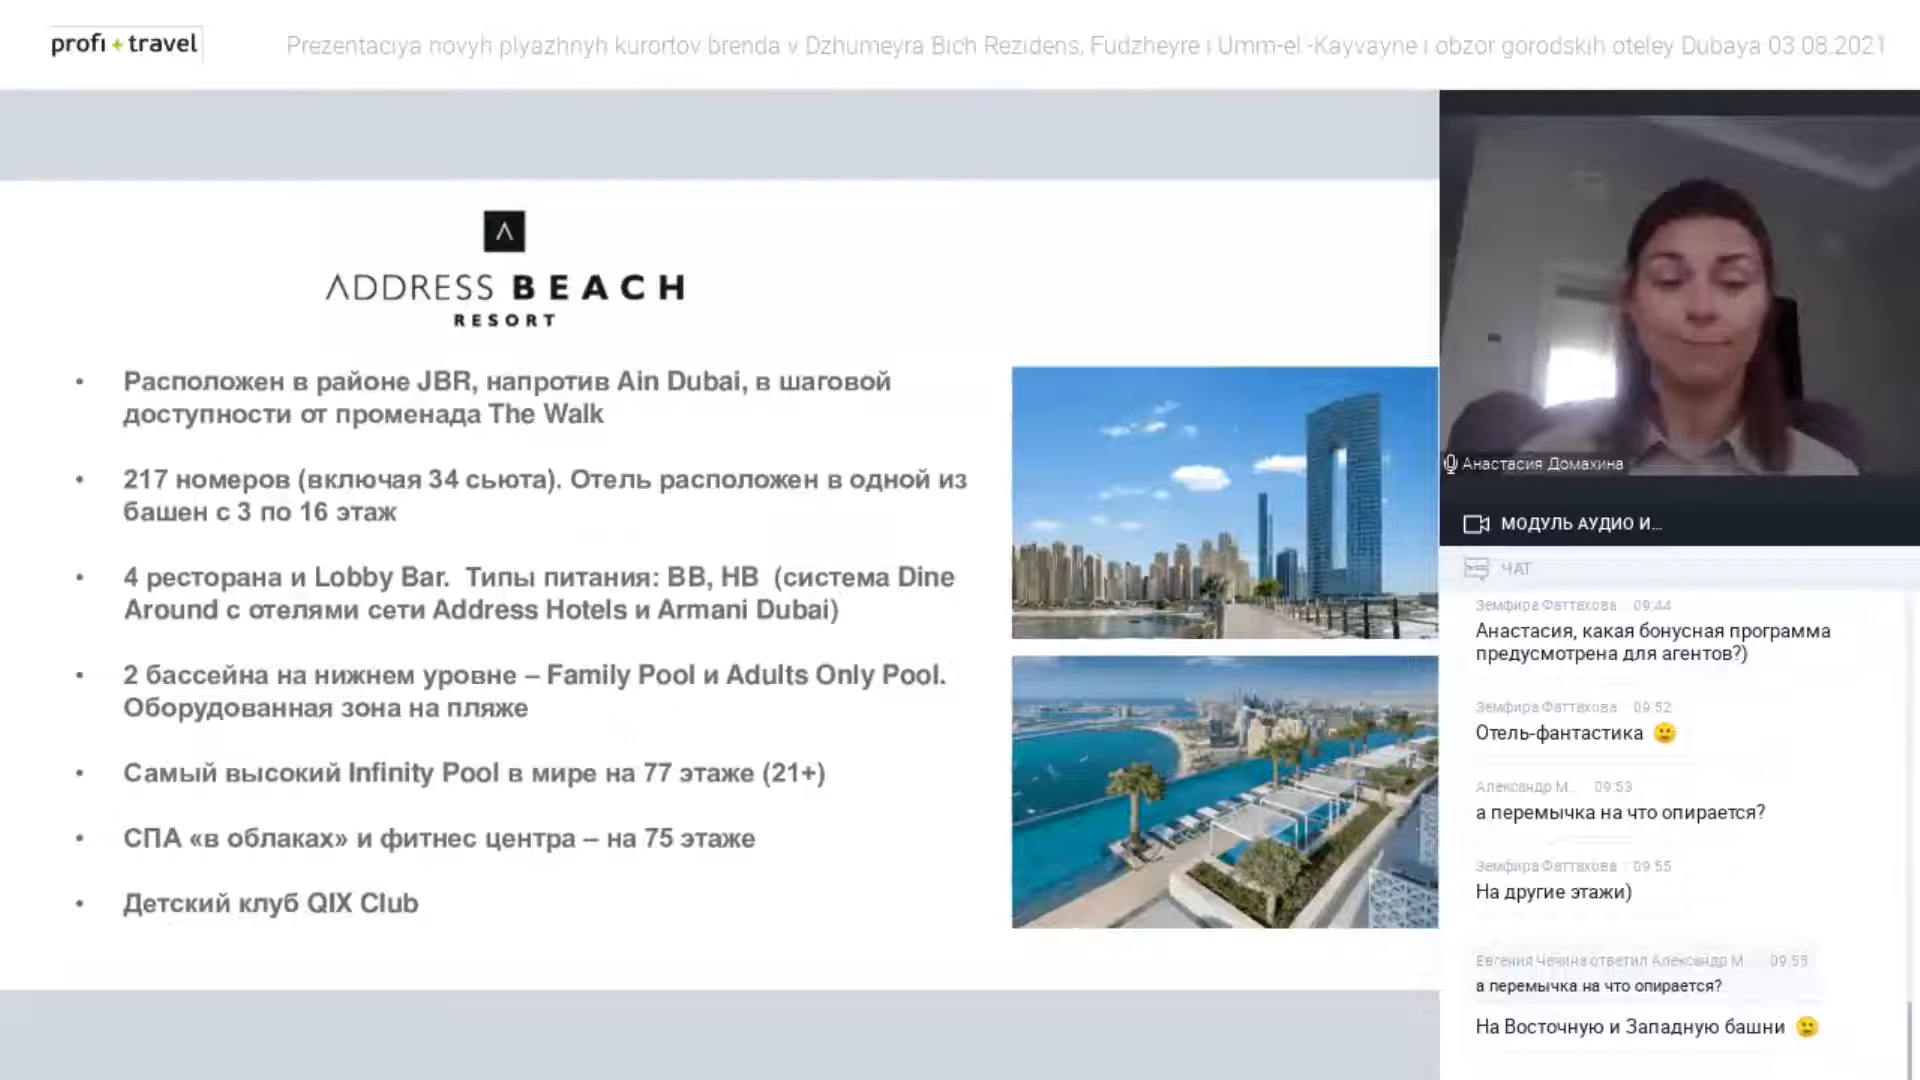 profi travel
Prezentaciya novyh plyazhnyh kurortov brenda v Dzhumeyra Bich Rezidens, Fudzheyre i Umm-el'-Kayvayne i obzor gorodskih oteley Dubaya 03.08.2021
ADDRESS BEACH
RESORT
• Расположен в районе JBR, напротив Ain Dubai, в шаговой
доступности от променада The Walk
• 217 номеров (включая 34 сьюта). Отель расположен в одной из
башен с 3 по 16 этаж
• 4 ресторана и Lobby Bar. Типы питания: BB, HB (система Dine
Around с отелями сети Address Hotels и Armani Dubai)
• 2 бассейна на нижнем уровне – Family Pool и Adults Only Pool.
Оборудованная зона на пляже
• Самый высокий Infinity Pool в мире на 77 этаже (21+)
• СПА «в облаках» и фитнес центра – на 75 этаже
• Детский клуб QIX Club
Анастасия Домахина
МОДУЛЬ АУДИО И...
ЧАТ
Земфира Фаттахова 09:44
Анастасия, какая бонусная программа
предусмотрена для агентов?)
Земфира Фаттахова 09:52
Отель-фантастика 🙂
Александр М. 09:53
а перемычка на что опирается?
Земфира Фаттахова 09:55
На другие этажи)
Евгения Чечина ответил Александр М. 09:55
а перемычка на что опирается?
На Восточную и Западную башни 🙂